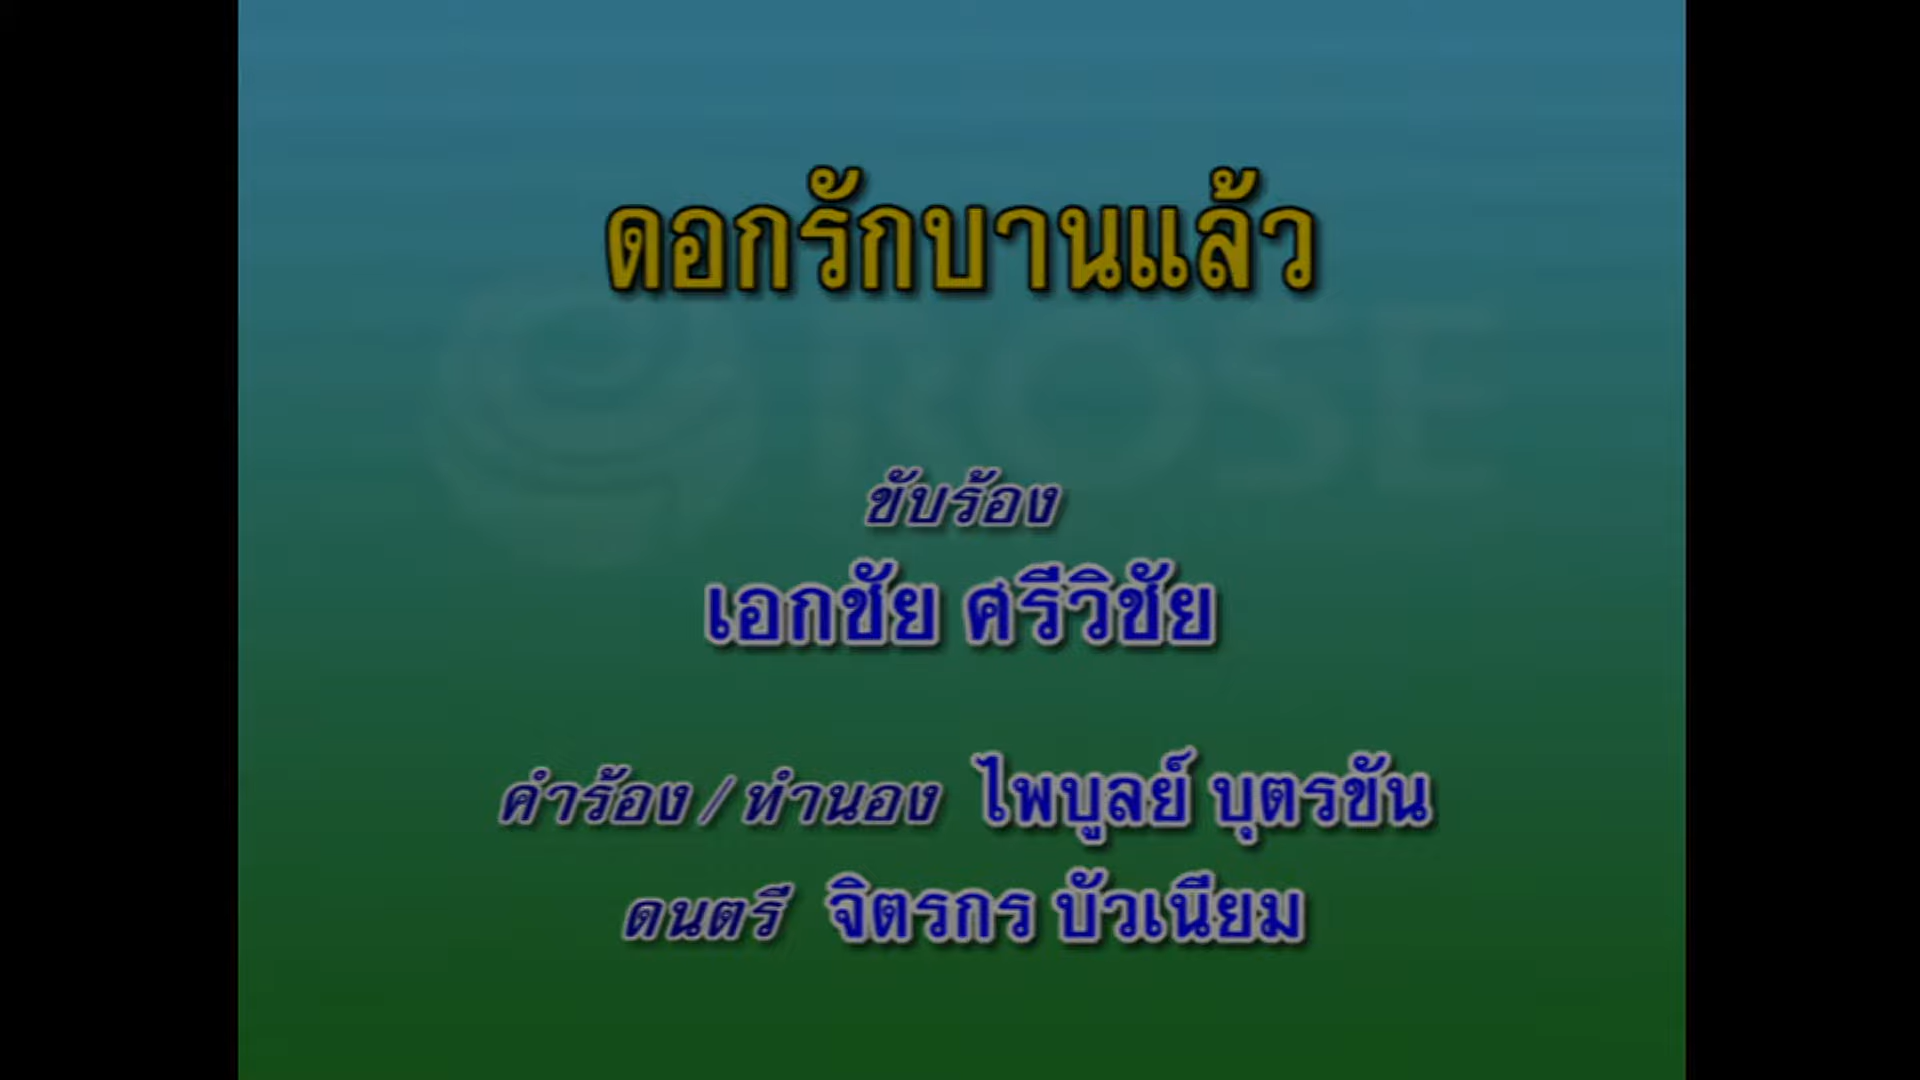 ดอกรักบานแล้ว
ROSE
ขับร้อง
เอกชัย ศรีวิชัย
คำร้อง / ทำนอง ไพบูลย์ บุตรขัน
ดนตรี จิตรกร บัวเนียม